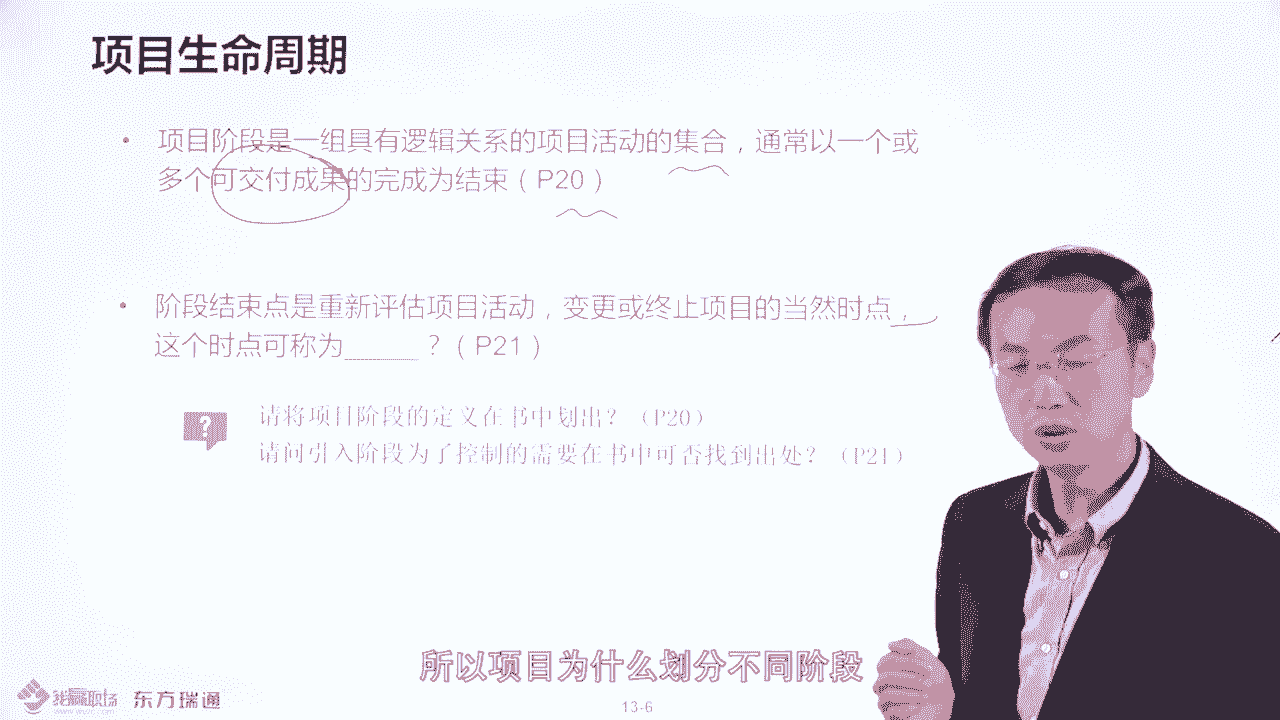 项目生命周期
• 项目阶段是一组具有逻辑关系的项目活动的集合，通常以一个或
多个可交付成果的完成为结束（P20）
• 阶段结束点是重新评估项目活动，变更或终止项目的当然时点，
这个时点可称为______？（P21）
?
请将项目阶段的定义在书中划出？（P20）
请问引入阶段为了控制的需要在书中可否找到出处？（P21）
所以项目为什么划分不同阶段
我赢职场
东方瑞通
13-6